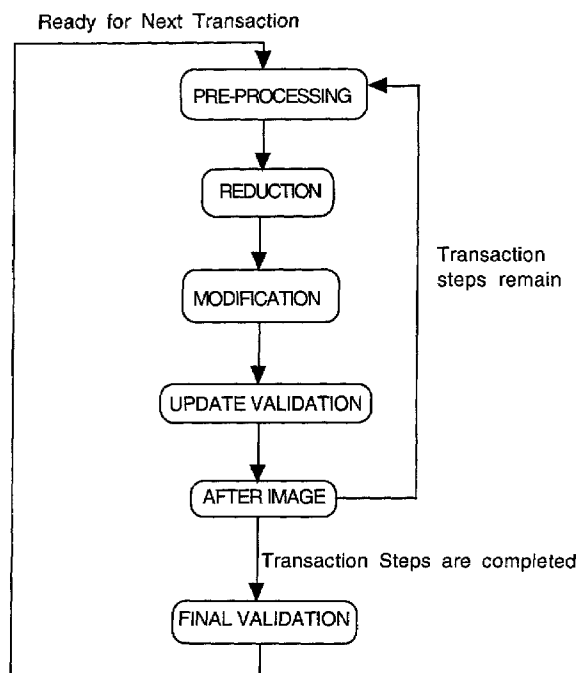 Ready for Next Transaction
PRE-PROCESSING
REDUCTION
Transaction
steps remain
MODIFICATION
UPDATE VALIDATION
AFTER IMAGE
Transaction Steps are completed
FINAL VALIDATION